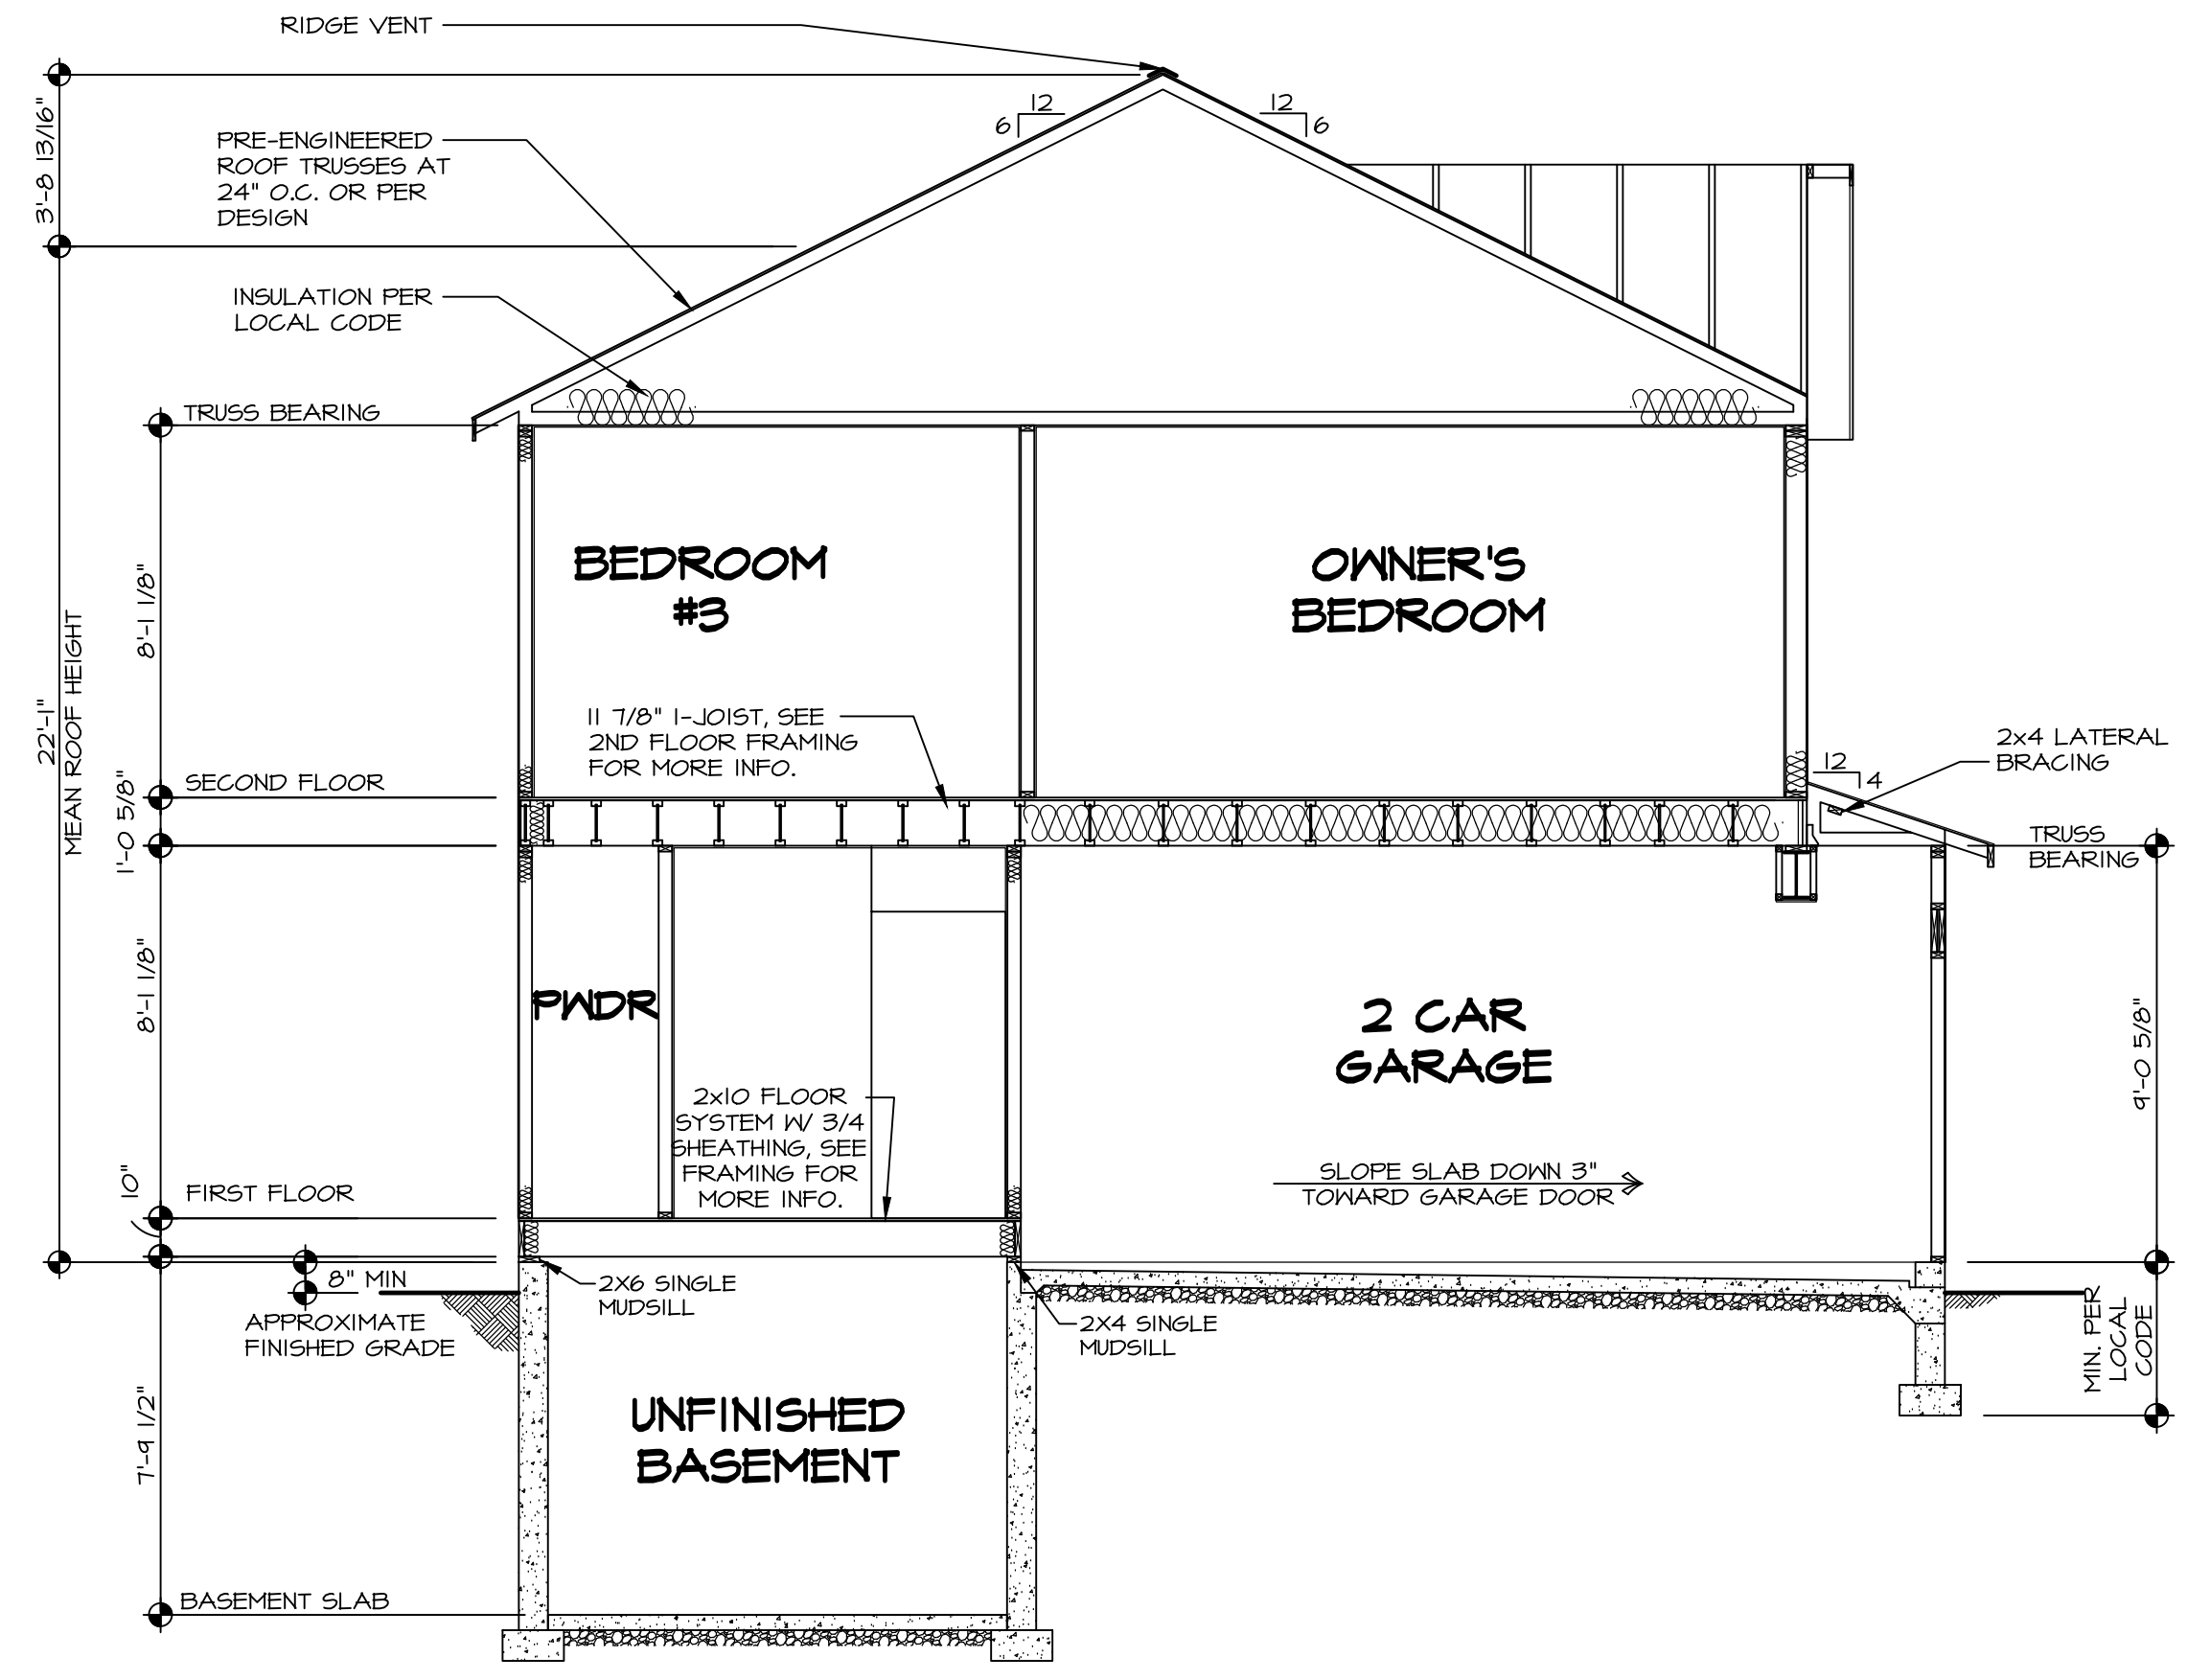 RIDGE VENT
12
6
12
6
3'-8 13/16"
PRE-ENGINEERED
ROOF TRUSSES AT
24" O.C. OR PER
DESIGN
INSULATION PER
LOCAL CODE
TRUSS BEARING
8'-1 1/8"
BEDROOM
#3
OWNER'S
BEDROOM
22'-1"
MEAN ROOF HEIGHT
11 7/8" I-JOIST, SEE
2ND FLOOR FRAMING
FOR MORE INFO.
2x4 LATERAL
BRACING
12
4
SECOND FLOOR
1'-0 5/8"
TRUSS
BEARING
8'-1 1/8"
PWDR
2 CAR
GARAGE
9'-0 5/8"
2x10 FLOOR
SYSTEM W/ 3/4
SHEATHING, SEE
FRAMING FOR
MORE INFO.
SLOPE SLAB DOWN 3"
TOWARD GARAGE DOOR
10"
FIRST FLOOR
8" MIN
APPROXIMATE
FINISHED GRADE
2X6 SINGLE
MUDSILL
2X4 SINGLE
MUDSILL
MIN. PER
LOCAL
CODE
7'-9 1/2"
UNFINISHED
BASEMENT
BASEMENT SLAB